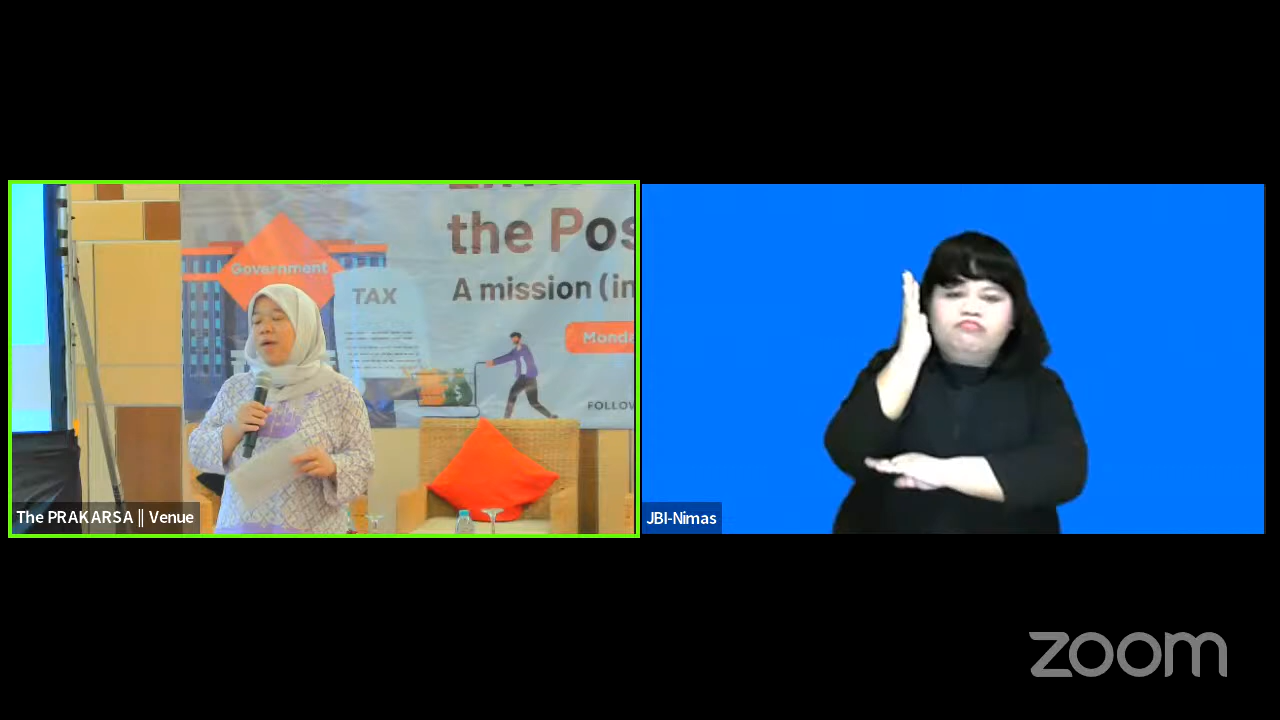 the Pos
A mission (in
Government
TAX
Monda
FOLLOW
The PRAKARSA || Venue
JBI-Nimas
zoom